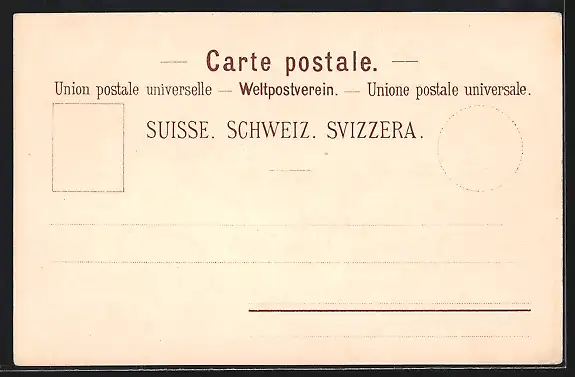 — Carte postale. —
Union postale universelle — Weltpostverein. — Unione postale universale.
SUISSE. SCHWEIZ. SVIZZERA.